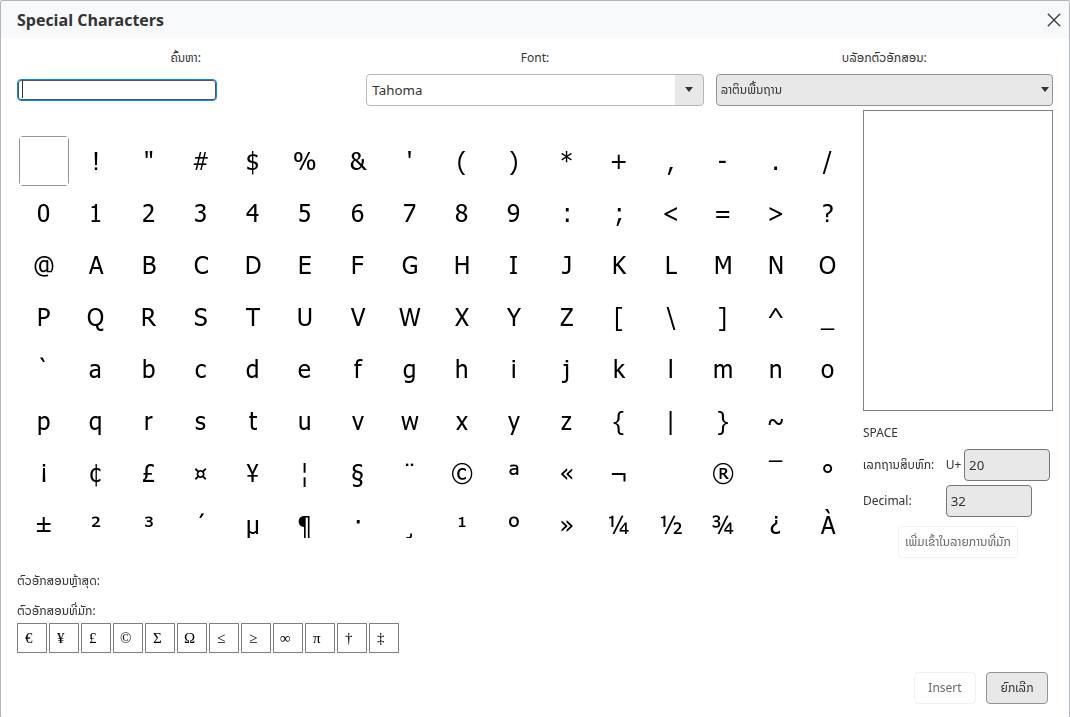 Special Characters
ຄົ້ນຫາ: Font: ບລັອກຕົວອັກສອນ:
Tahoma ລາຕິນພື້ນຖານ
! " # $ % & ' ( ) * + , - . /
0 1 2 3 4 5 6 7 8 9 : ; < = > ?
@ A B C D E F G H I J K L M N O
P Q R S T U V W X Y Z [ \ ] ^ _
` a b c d e f g h i j k l m n o
p q r s t u v w x y z { | } ~
¡ ¢ £ ¤ ¥ ¦ § ¨ © ª « ¬ ® ¯ °
± ² ³ ´ µ ¶ · ¸ ¹ º » ¼ ½ ¾ ¿ À
SPACE
ເລກຖານສິບຫົກ: U+ 20
Decimal: 32
ເພີ່ມເຂົ້າໃນລາຍການທີ່ມັກ
ຕົວອັກສອນຫຼ້າສຸດ:
ຕົວອັກສອນທີ່ມັກ:
€ ¥ £ © Σ Ω ≤ ≥ ∞ π † ‡
Insert ຍົກເລີກ